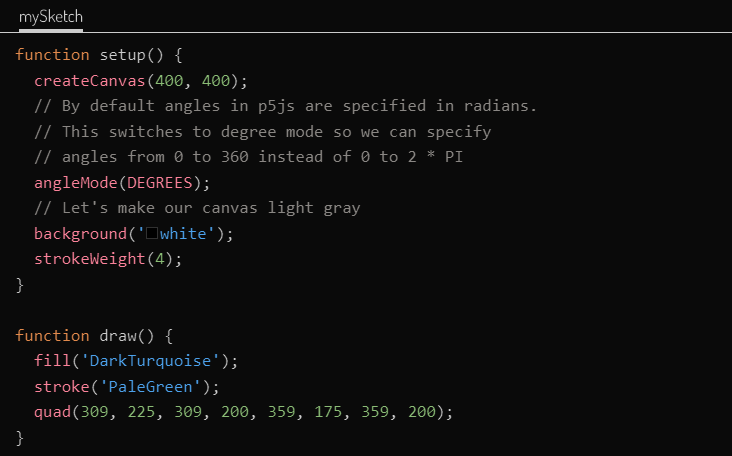 mySketch
function setup() {
  createCanvas(400, 400);
  // By default angles in p5js are specified in radians.
  // This switches to degree mode so we can specify
  // angles from 0 to 360 instead of 0 to 2 * PI
  angleMode(DEGREES);
  // Let's make our canvas light gray
  background('white');
  strokeWeight(4);
}

function draw() {
  fill('DarkTurquoise');
  stroke('PaleGreen');
  quad(309, 225, 309, 200, 359, 175, 359, 200);
}